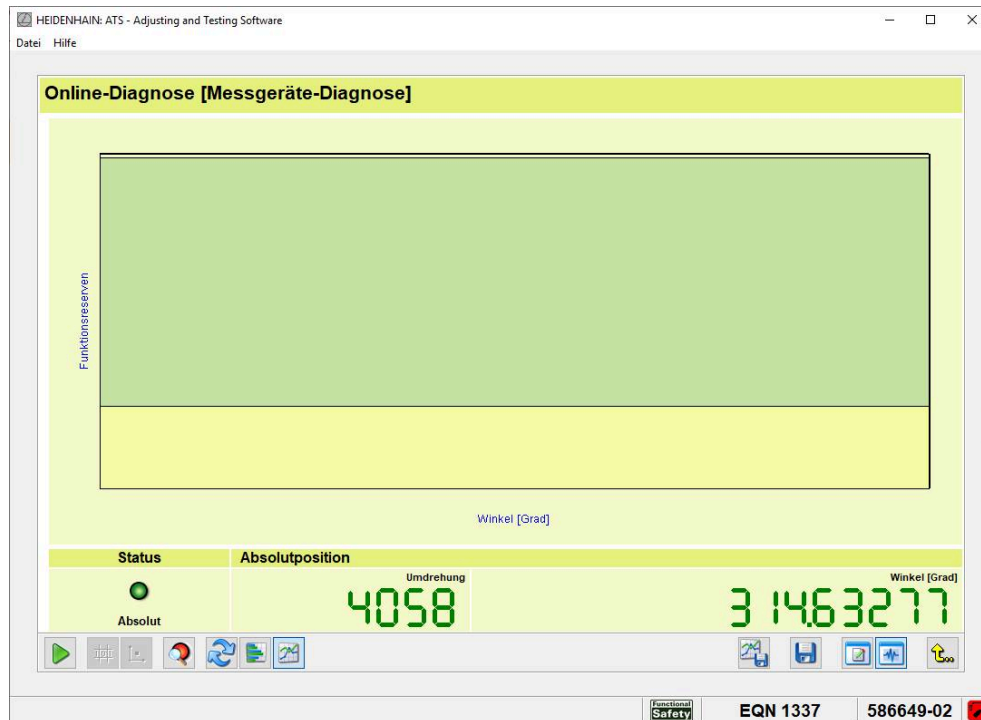 HEIDENHAIN: ATS - Adjusting and Testing Software
Datei Hilfe
Online-Diagnose [Messgeräte-Diagnose]
Funktionsreserven
Winkel [Grad]
Status Absolutposition
Umdrehung Winkel [Grad]
4058 314.63277
Absolut
Functional
Safety
EQN 1337 586649-02